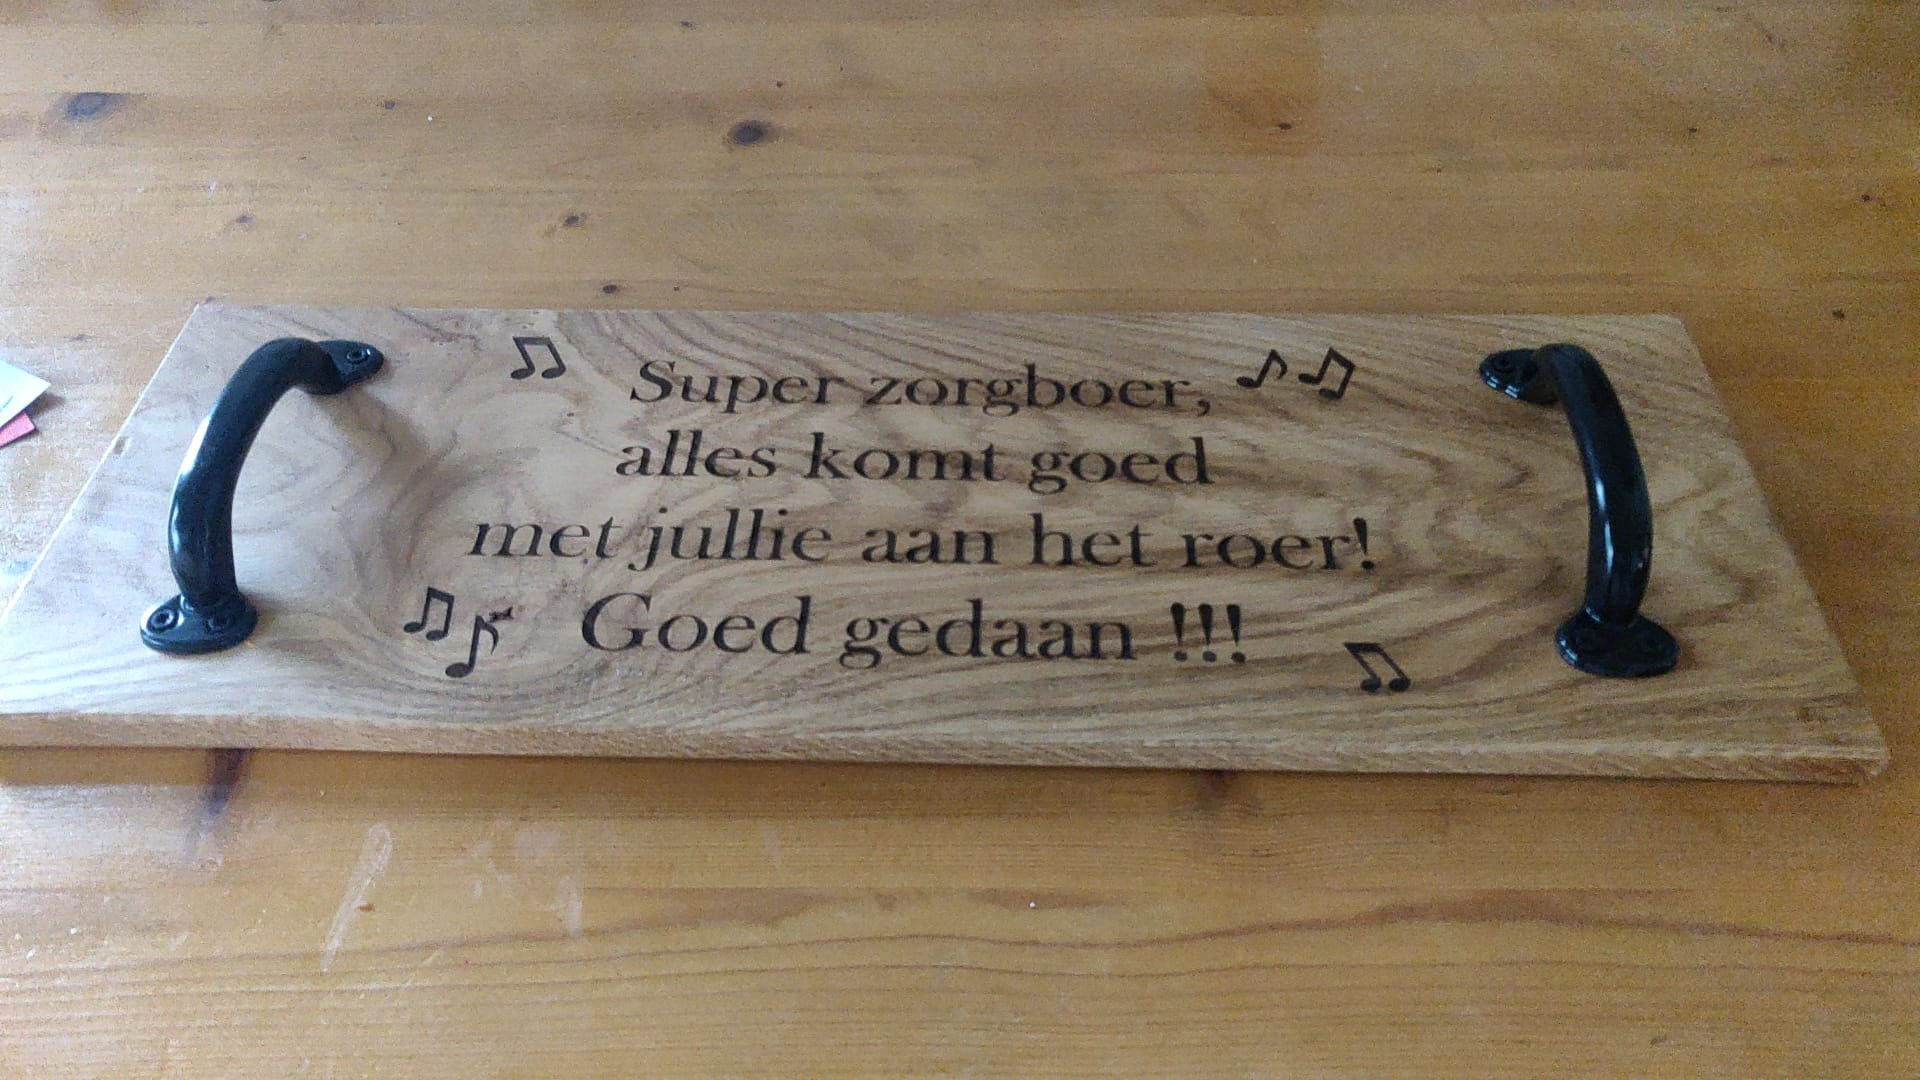 Super zorgboer,
alles komt goed
met jullie aan het roer!
Goed gedaan !!!